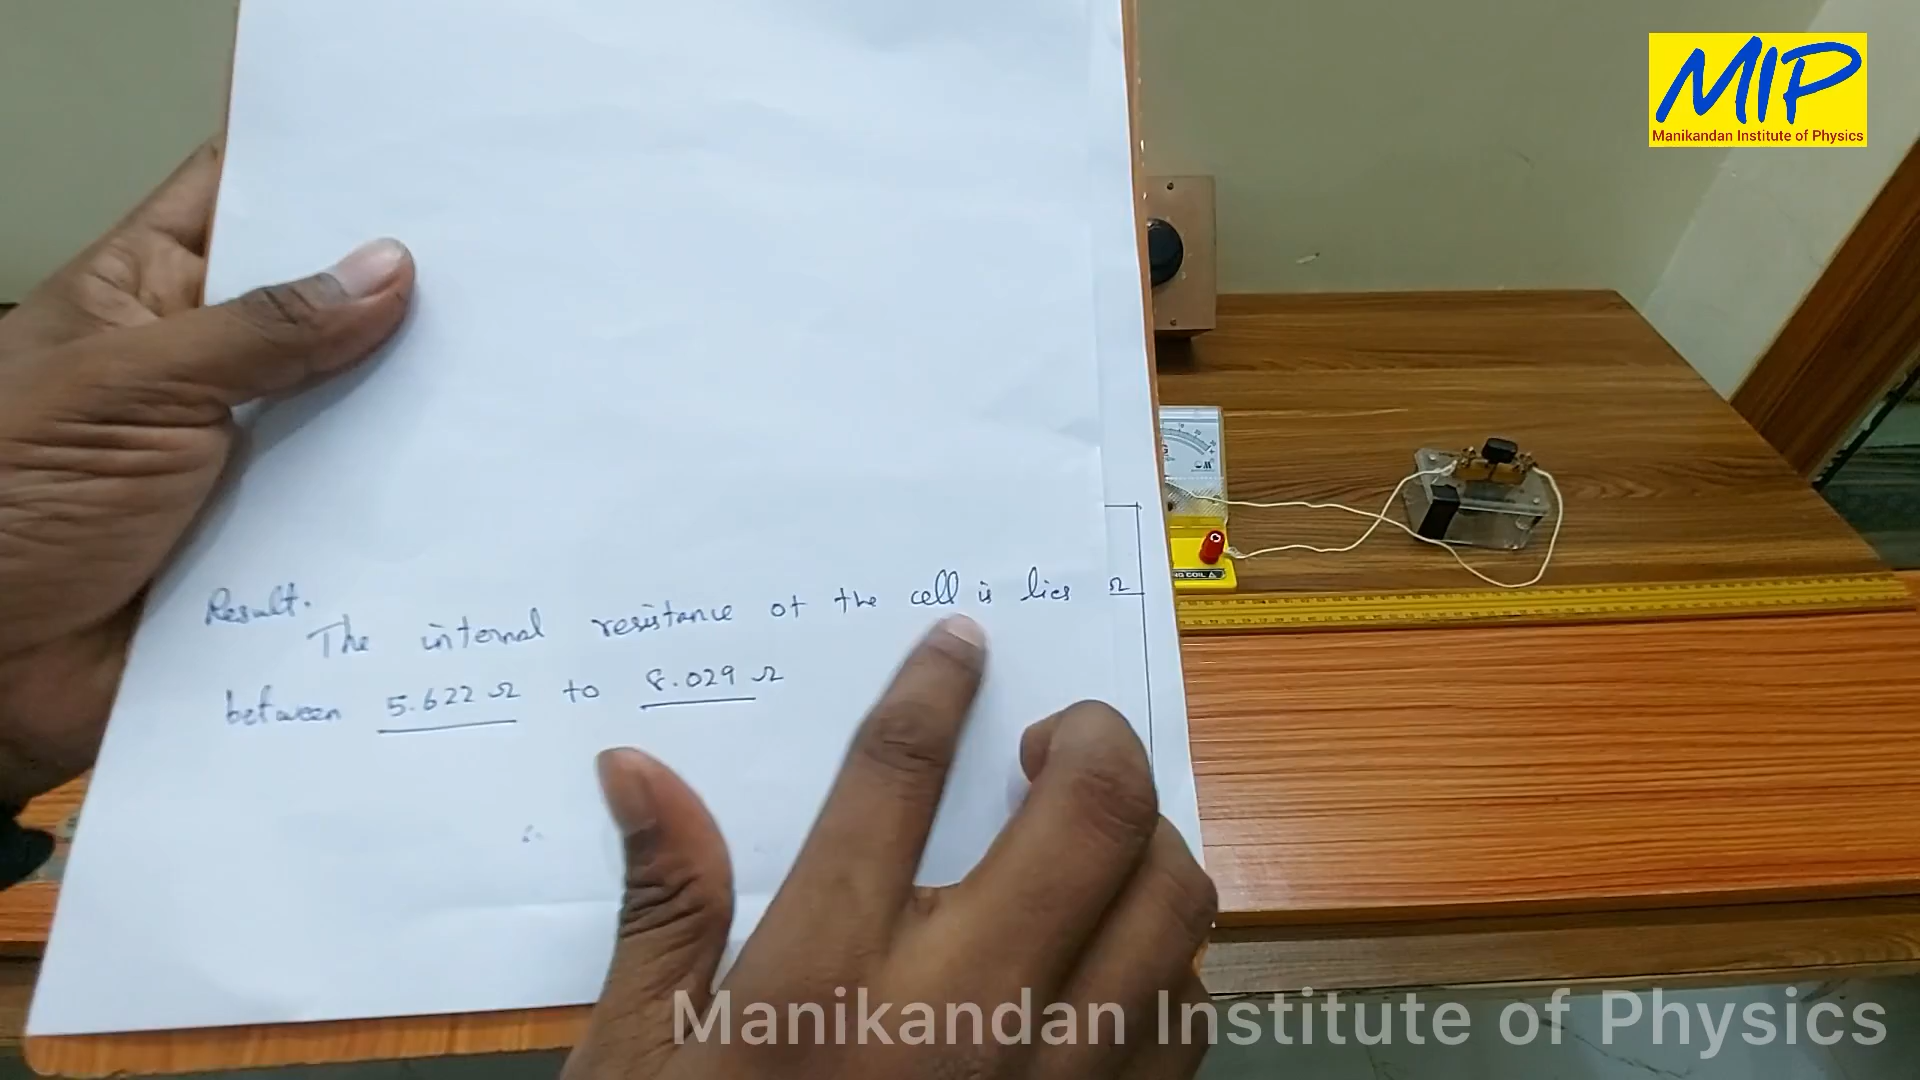 MIP
Manikandan Institute of Physics
Result.
The internal resistance of the cell is lies
between 5.622 Ω to 8.029 Ω
Ω
Manikandan Institute of Physics